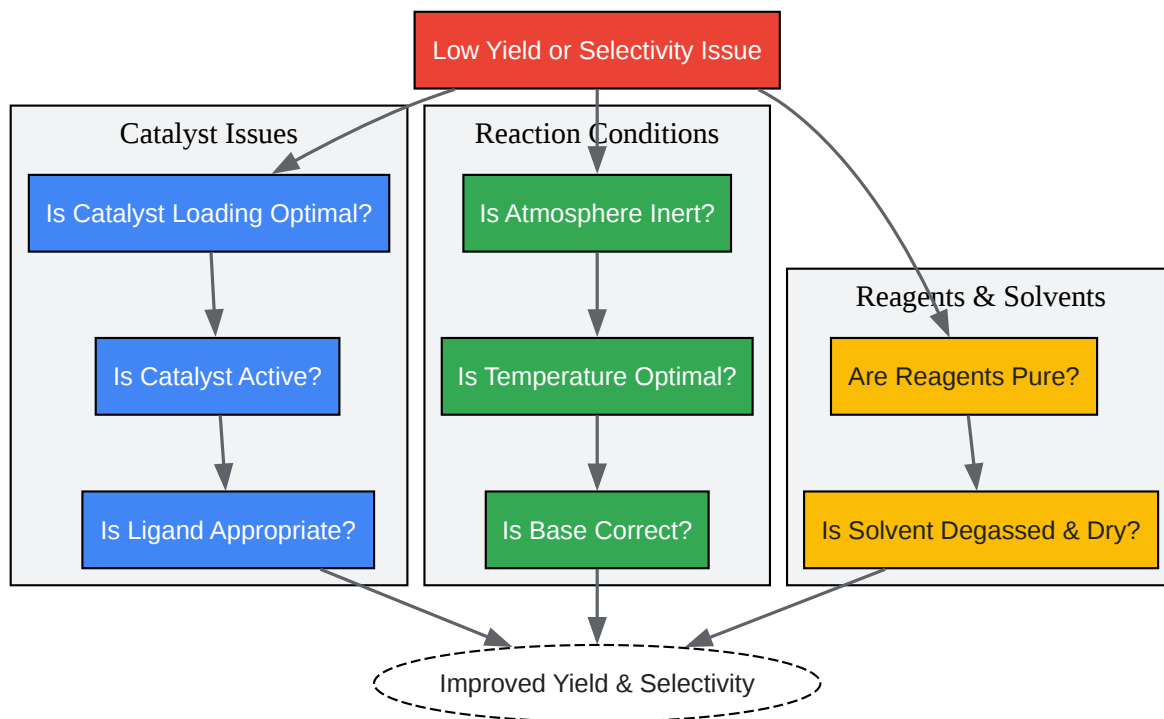 Low Yield or Selectivity Issue
Catalyst Issues
Is Catalyst Loading Optimal?
Is Catalyst Active?
Is Ligand Appropriate?
Reaction Conditions
Is Atmosphere Inert?
Is Temperature Optimal?
Is Base Correct?
Reagents & Solvents
Are Reagents Pure?
Is Solvent Degassed & Dry?
Improved Yield & Selectivity